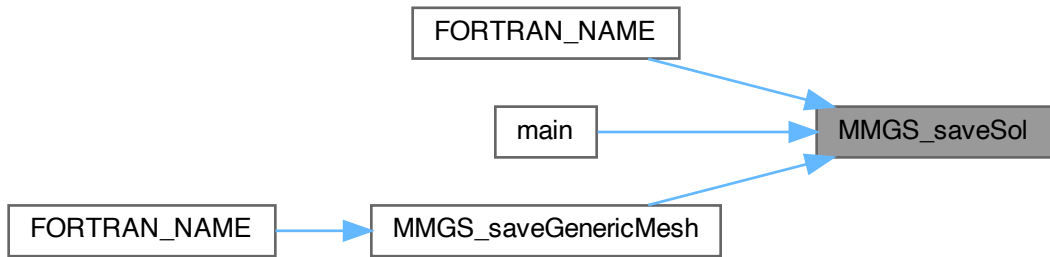 FORTRAN_NAME
main
MMGS_saveSol
FORTRAN_NAME
MMGS_saveGenericMesh